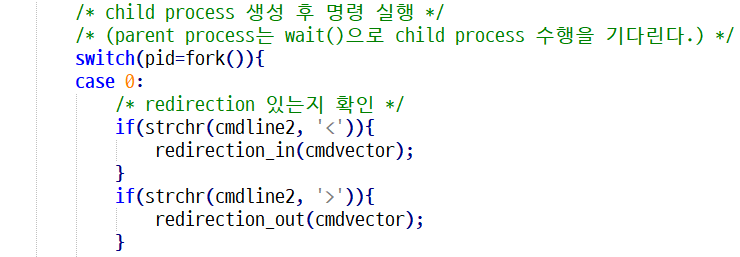 /* child process 생성 후 명령 실행 */
/* (parent process는 wait()으로 child process 수행을 기다린다.) */
switch(pid=fork()){
case 0:
/* redirection 있는지 확인 */
if(strchr(cmdline2, '<')){
redirection_in(cmdvector);
}
if(strchr(cmdline2, '>')){
redirection_out(cmdvector);
}